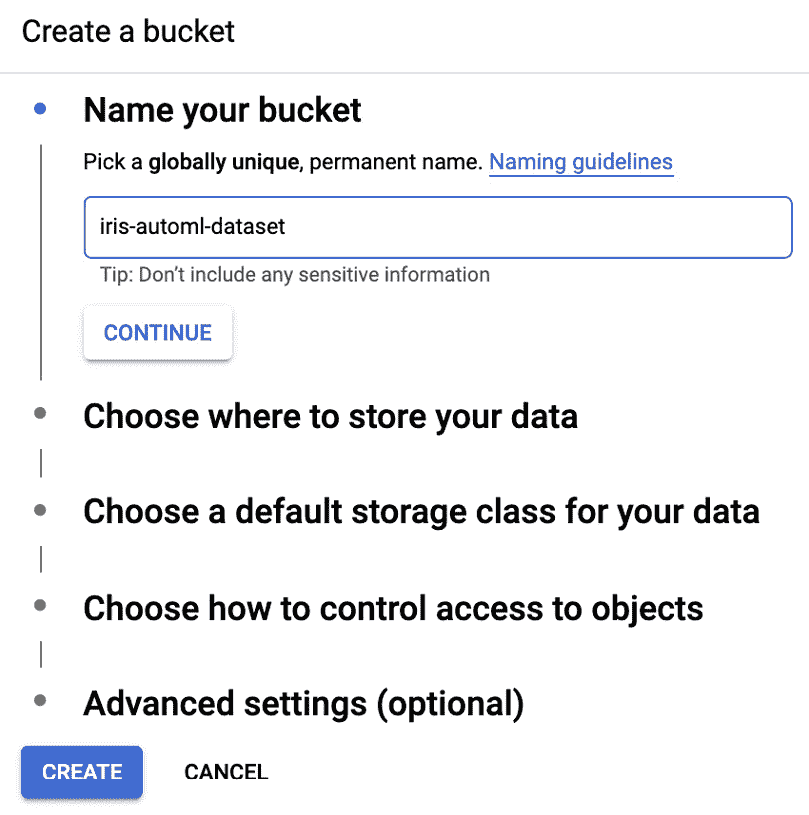 Create a bucket
Name your bucket
Pick a globally unique, permanent name. Naming guidelines
iris-automl-dataset
Tip: Don’t include any sensitive information
CONTINUE
Choose where to store your data
Choose a default storage class for your data
Choose how to control access to objects
Advanced settings (optional)
CREATE CANCEL